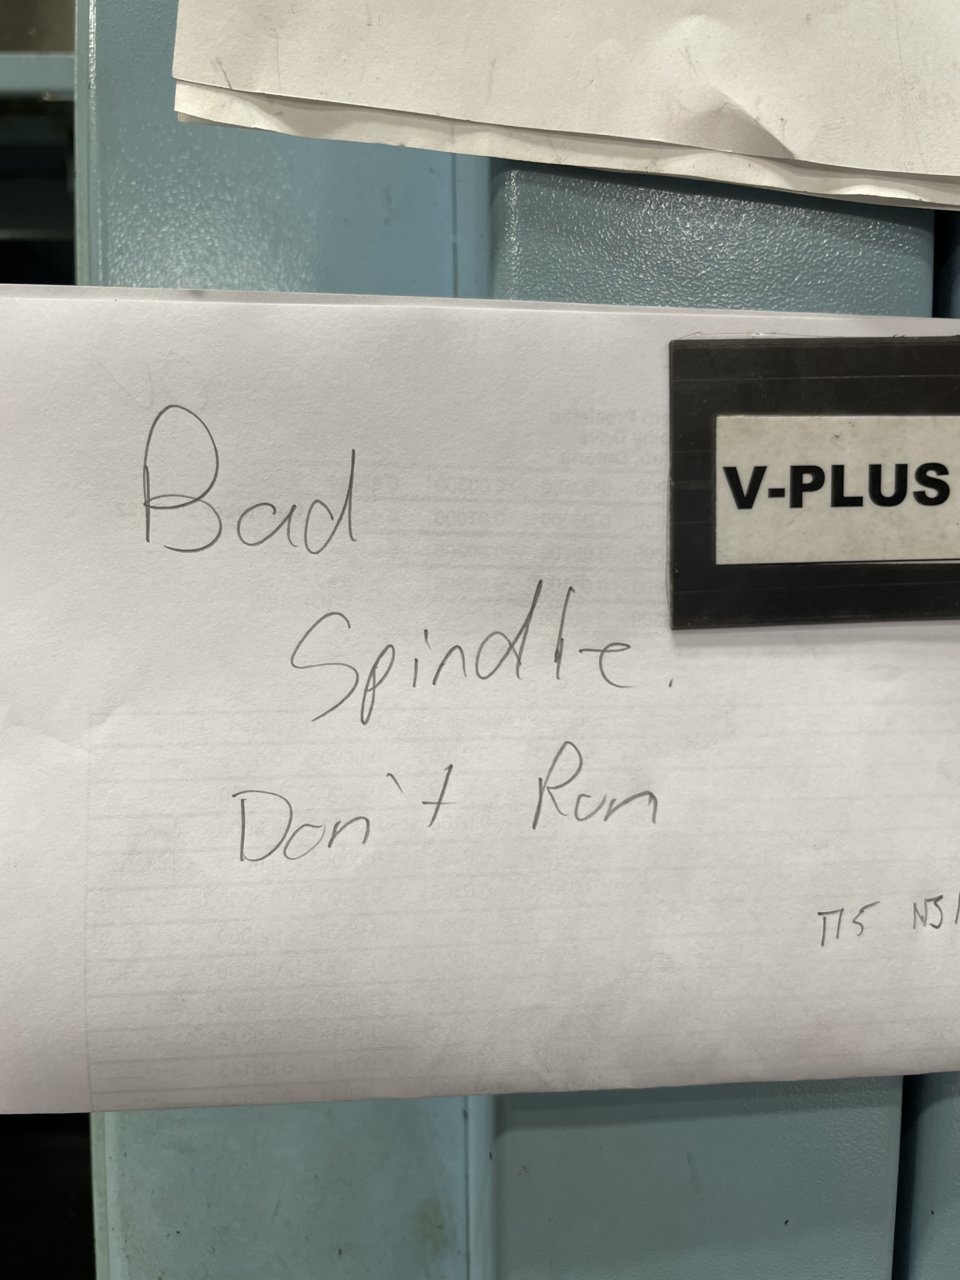 V-PLUS
Bad
Spindle.
Don't Run